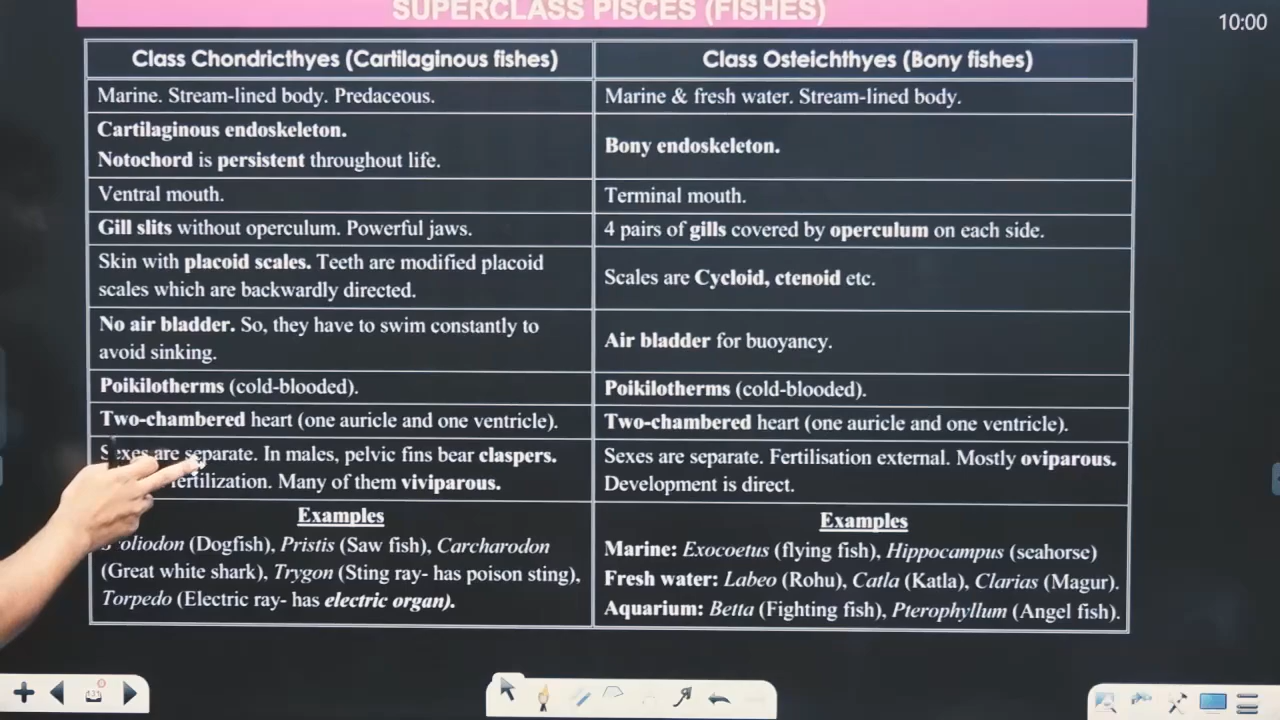 SUPERCLASS PISCES (FISHES)
10:00
Class Chondricthyes (Cartilaginous fishes)
Class Osteichthyes (Bony fishes)
Marine. Stream-lined body. Predaceous.
Marine & fresh water. Stream-lined body.
Cartilaginous endoskeleton.
Notochord is persistent throughout life.
Bony endoskeleton.
Ventral mouth.
Terminal mouth.
Gill slits without operculum. Powerful jaws.
4 pairs of gills covered by operculum on each side.
Skin with placoid scales. Teeth are modified placoid
scales which are backwardly directed.
Scales are Cycloid, ctenoid etc.
No air bladder. So, they have to swim constantly to
avoid sinking.
Air bladder for buoyancy.
Poikilotherms (cold-blooded).
Poikilotherms (cold-blooded).
Two-chambered heart (one auricle and one ventricle).
Two-chambered heart (one auricle and one ventricle).
Sexes are separate. In males, pelvic fins bear claspers.
fertilization. Many of them viviparous.
Sexes are separate. Fertilisation external. Mostly oviparous.
Development is direct.
Examples
(Dogfish), Pristis (Saw fish), Carcharodon
(Great white shark), Trygon (Sting ray- has poison sting),
Torpedo (Electric ray- has electric organ).
Examples
Marine: Exocoetus (flying fish), Hippocampus (seahorse)
Fresh water: Labeo (Rohu), Catla (Katla), Clarias (Magur).
Aquarium: Betta (Fighting fish), Pterophyllum (Angel fish).